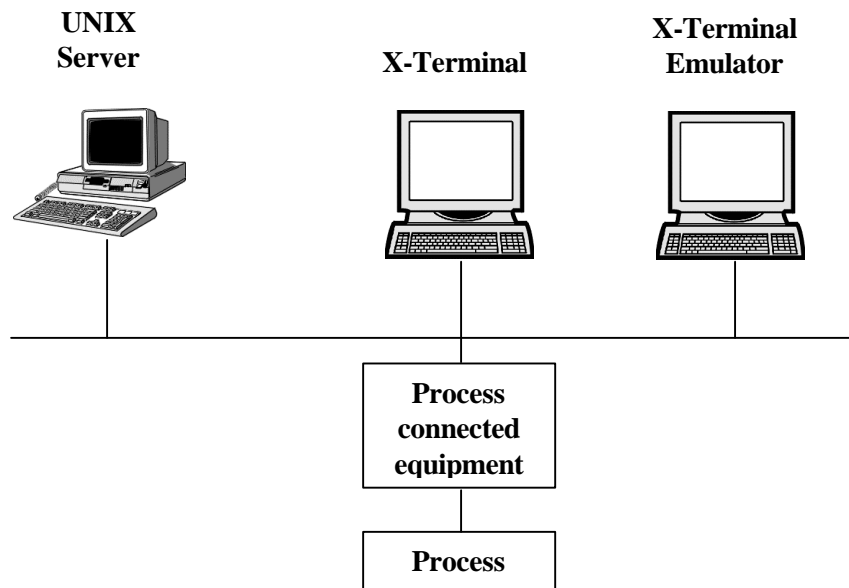 UNIX
Server
X-Terminal
X-Terminal
Emulator
Process
connected
equipment
Process